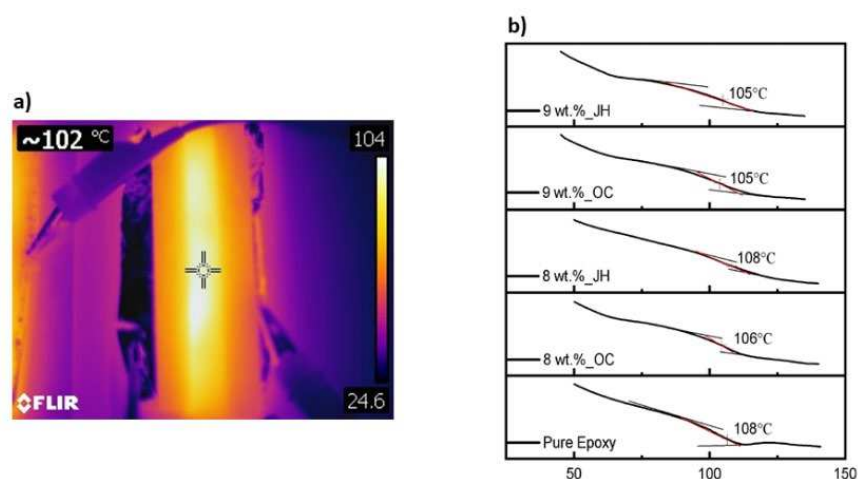 a)
~102 °C
104
24.6
FLIR
b)
105°C
9 wt.%_JH
105°C
9 wt.%_OC
108°C
8 wt.%_JH
106°C
8 wt.%_OC
108°C
Pure Epoxy
50 100 150